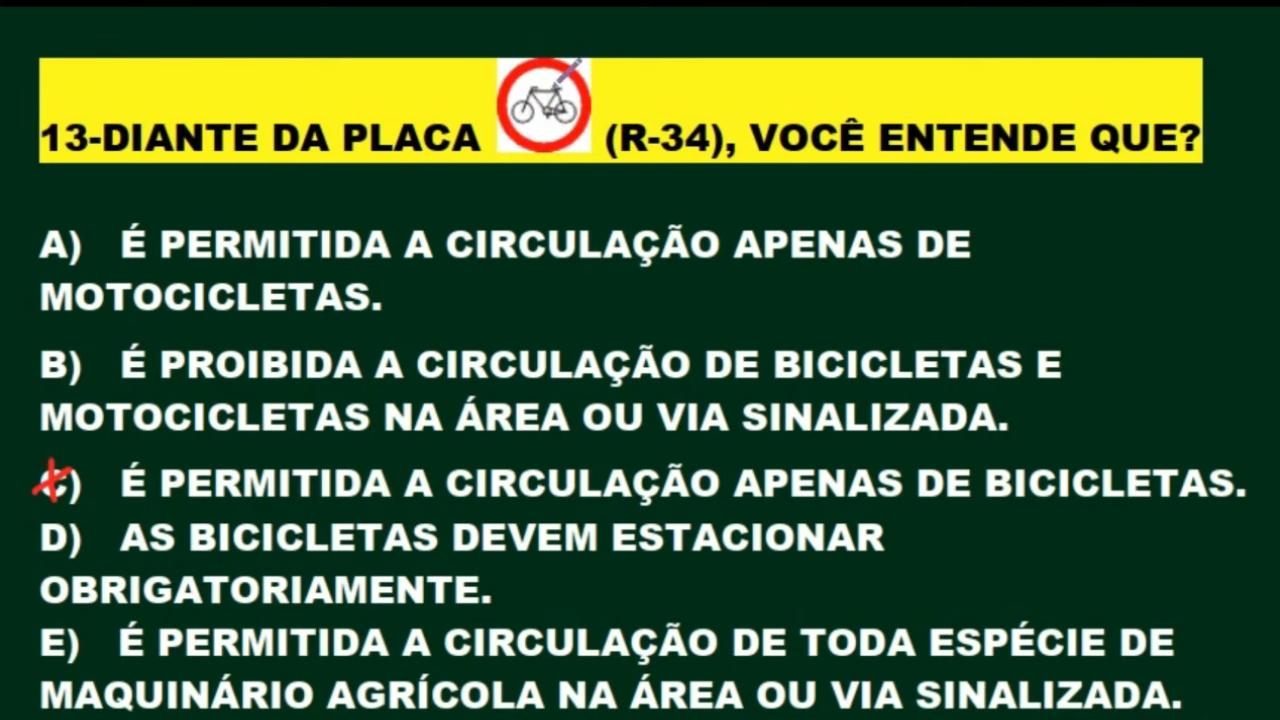 13-DIANTE DA PLACA (R-34), VOCÊ ENTENDE QUE?
A) É PERMITIDA A CIRCULAÇÃO APENAS DE
MOTOCICLETAS.
B) É PROIBIDA A CIRCULAÇÃO DE BICICLETAS E
MOTOCICLETAS NA ÁREA OU VIA SINALIZADA.
C) É PERMITIDA A CIRCULAÇÃO APENAS DE BICICLETAS.
D) AS BICICLETAS DEVEM ESTACIONAR
OBRIGATORIAMENTE.
E) É PERMITIDA A CIRCULAÇÃO DE TODA ESPÉCIE DE
MAQUINÁRIO AGRÍCOLA NA ÁREA OU VIA SINALIZADA.